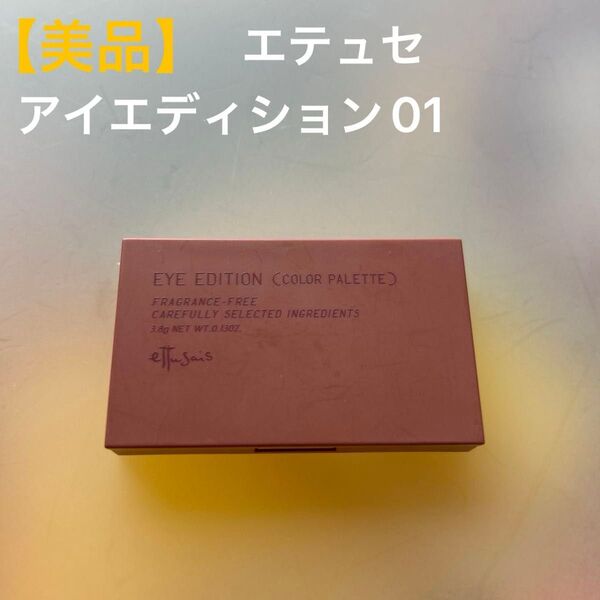 【美品】 エテュセ
アイエディション01
EYE EDITION (COLOR PALETTE)
FRAGRANCE-FREE
CAREFULLY SELECTED INGREDIENTS
3.8g NET WT.0.13OZ.
ettusais